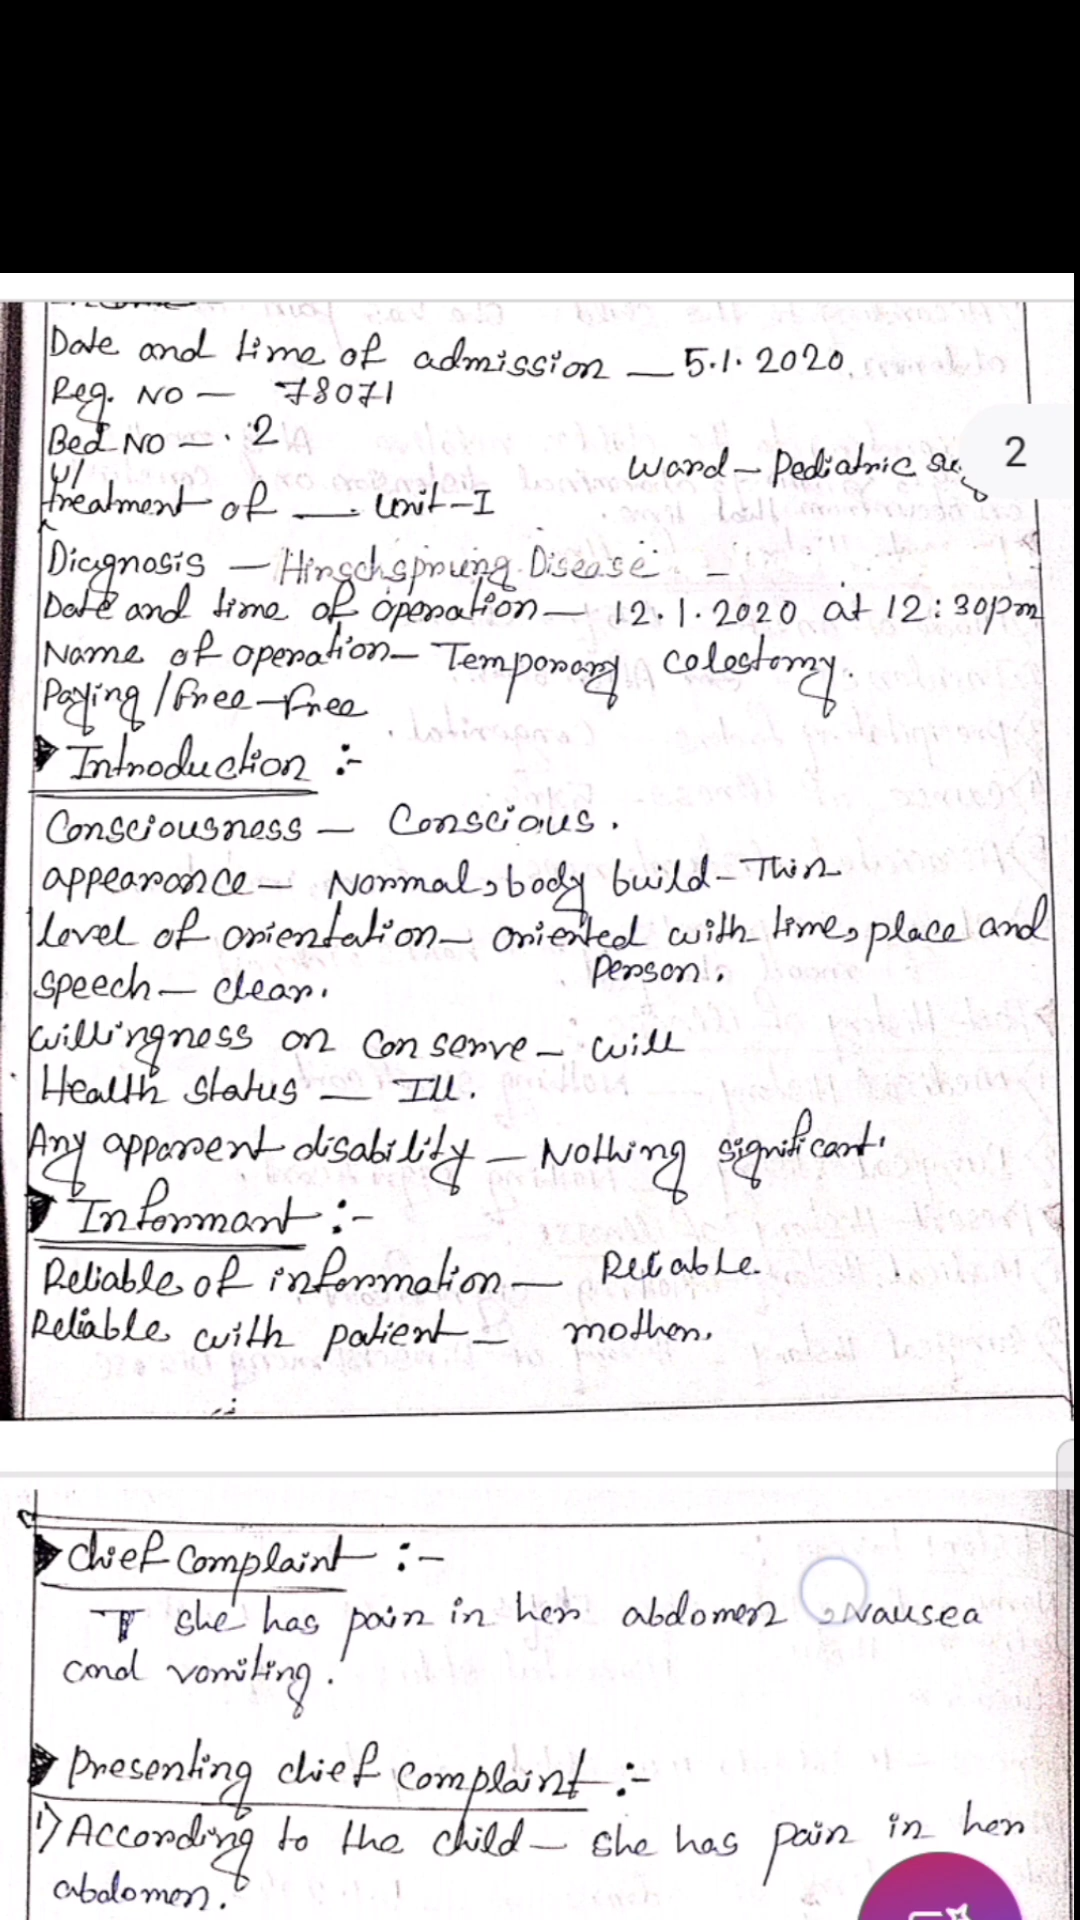 Date and time of admission — 5.1.2020.
Reg. No — 78071
Bed No — 2
Ward — Pediatric
2
U/
treatment of — Unit-I
Diagnosis — Hirschsprung Disease.
Date and time of operation — 12.1.2020 at 12:30pm
Name of operation — Temporary colostomy.
Paying / free — free
Introduction :-
Consciousness — Conscious.
appearance — Normal, body build - Thin
level of orientation — oriented with time, place and
person.
speech — clear.
willingness on conserve — will
Health status — Ill.
Any apparent disability — Nothing significant.
Informant :-
Reliable of information — Reliable.
Reliable with patient — mother.
Chief Complaint :-
she has pain in her abdomen, Nausea
and vomiting.
Presenting chief complaint :-
1) According to the child — she has pain in her
abdomen.